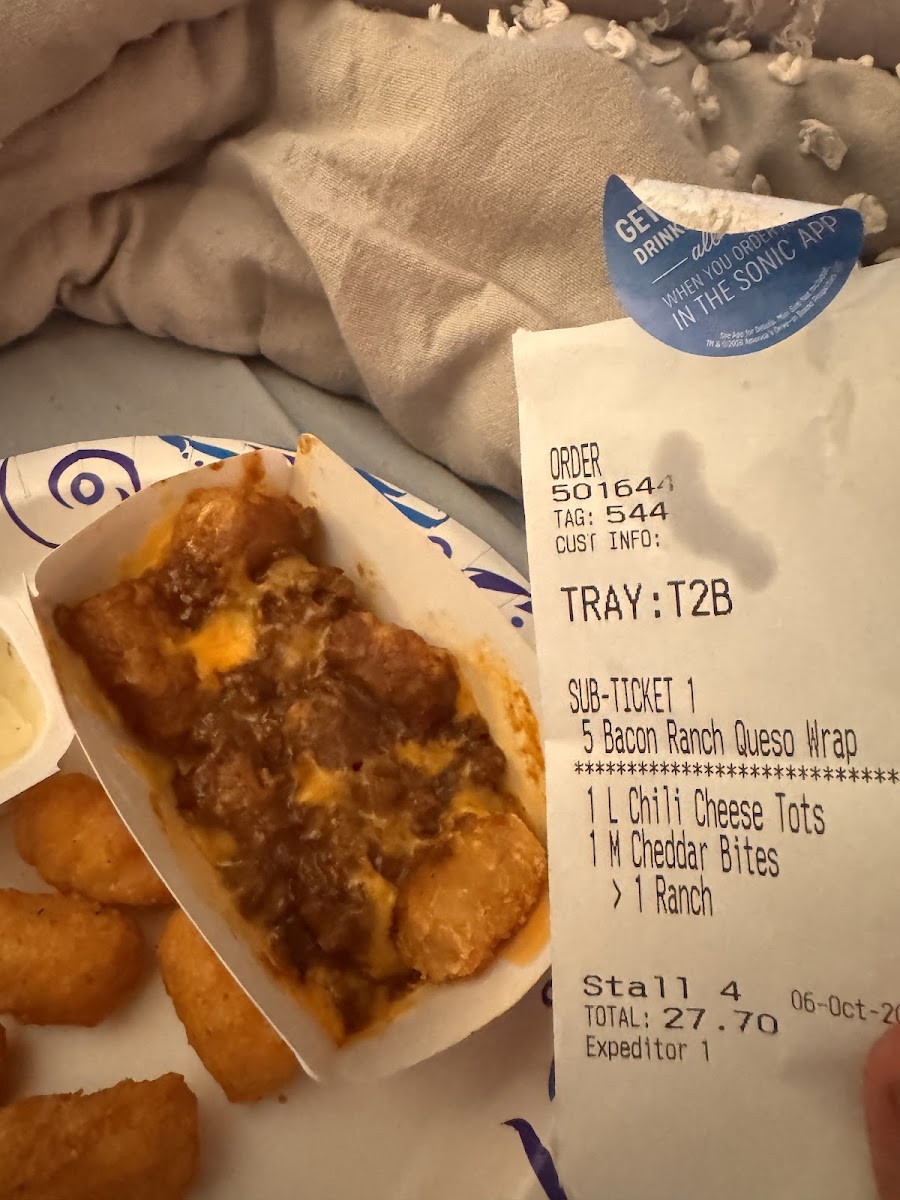 GET
DRINK
all
WHEN YOU ORDER
IN THE SONIC APP
ORDER
501644
TAG: 544
CUST INFO:
TRAY:T2B
SUB-TICKET 1
5 Bacon Ranch Queso Wrap
******************************
1 L Chili Cheese Tots
1 M Cheddar Bites
> 1 Ranch
Stall 4
06-Oct-20
TOTAL: 27.70
Expeditor 1